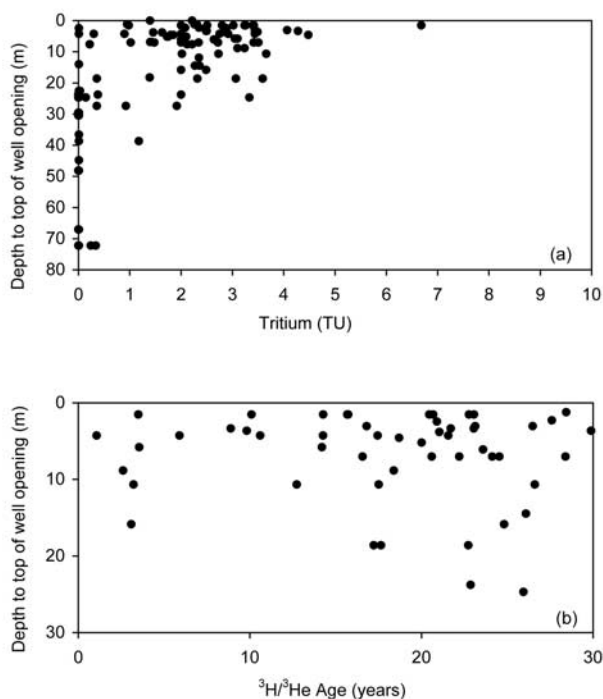 0
10
20
30
40
50
60
70
80
Depth to top of well opening (m)
(a)
0 1 2 3 4 5 6 7 8 9 10
Tritium (TU)
0
10
20
30
Depth to top of well opening (m)
(b)
0 10 20 30
³H/³He Age (years)